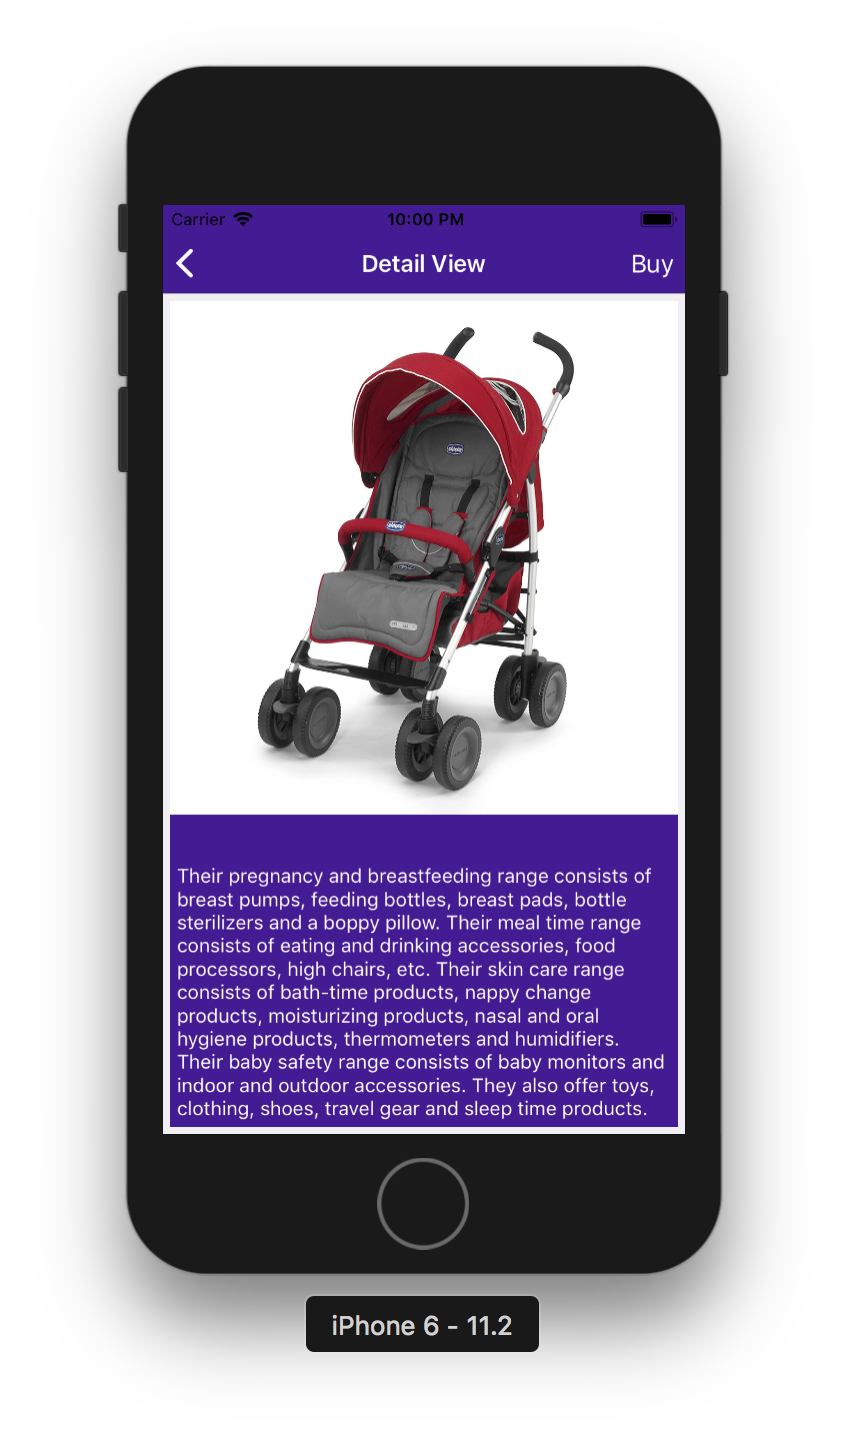 Carrier
10:00 PM
Detail View
Buy
chicco
chicco
Their pregnancy and breastfeeding range consists of
breast pumps, feeding bottles, breast pads, bottle
sterilizers and a boppy pillow. Their meal time range
consists of eating and drinking accessories, food
processors, high chairs, etc. Their skin care range
consists of bath-time products, nappy change
products, moisturizing products, nasal and oral
hygiene products, thermometers and humidifiers.
Their baby safety range consists of baby monitors and
indoor and outdoor accessories. They also offer toys,
clothing, shoes, travel gear and sleep time products.
iPhone 6 - 11.2